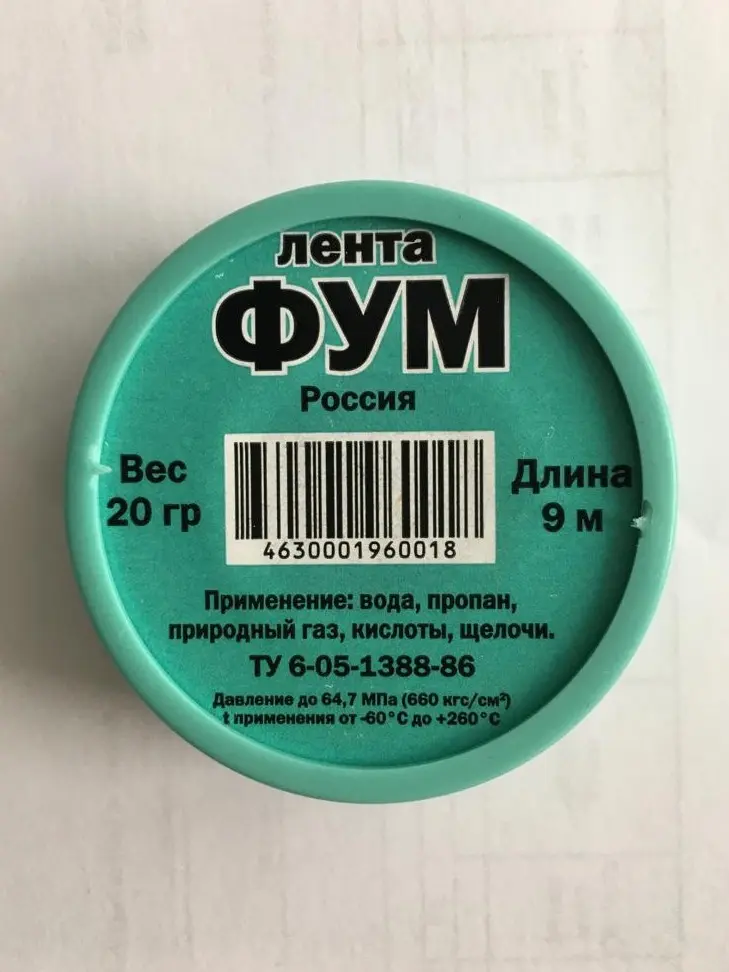 лента
ФУМ
Россия
Вес
20 гр
Длина
9 м
4630001960018
Применение: вода, пропан,
природный газ, кислоты, щелочи.
ТУ 6-05-1388-86
Давление до 64,7 МПа (660 кгс/см²)
t применения от -60°С до +260°С